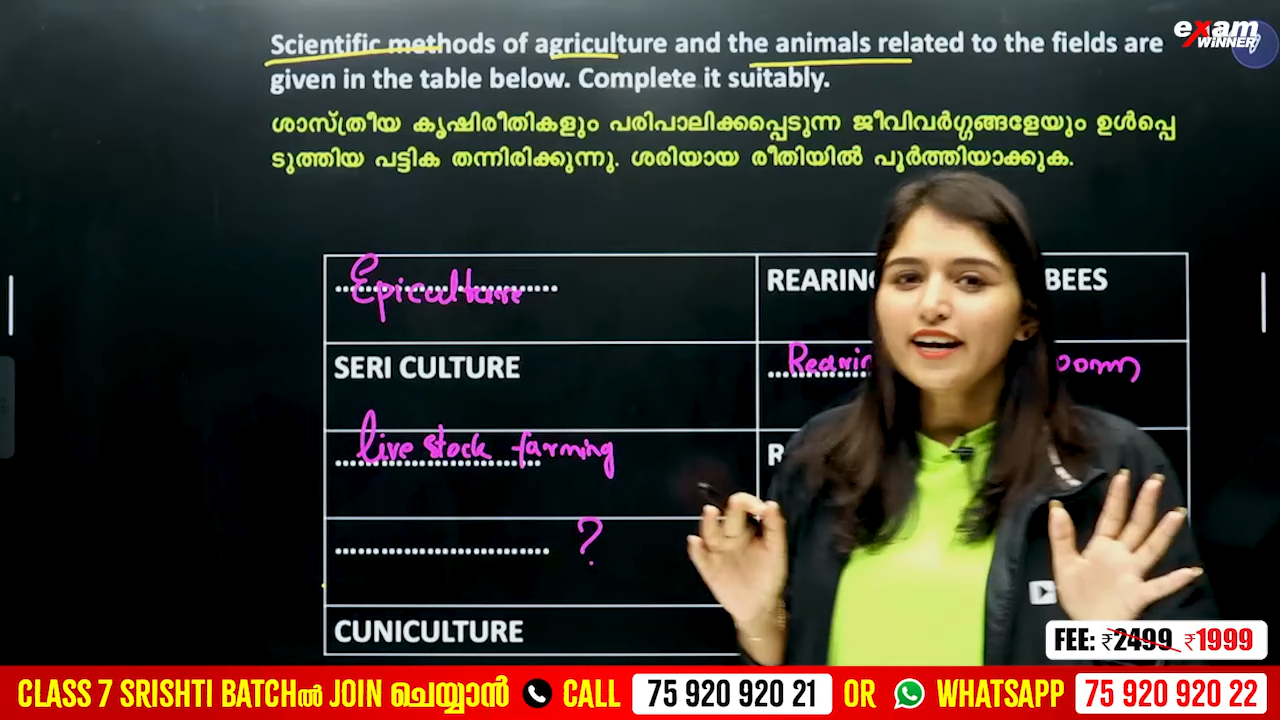 exam
WINNER
Scientific methods of agriculture and the animals related to the fields are
given in the table below. Complete it suitably.
ശാസ്ത്രീയ കൃഷിരീതികളും പരിപാലിക്കപ്പെടുന്ന ജീവിവർഗ്ഗങ്ങളേയും ഉൾപ്പെ
ടുത്തിയ പട്ടിക തന്നിരിക്കുന്നു. ശരിയായ രീതിയിൽ പൂർത്തിയാക്കുക.
Epiculture
BEES
SERI CULTURE
live stock farming
?
CUNICULTURE
FEE: ₹2499 ₹1999
CLASS 7 SRISHTI BATCHൽ JOIN ചെയ്യാൻ CALL 75 920 920 21 OR WHATSAPP 75 920 920 22